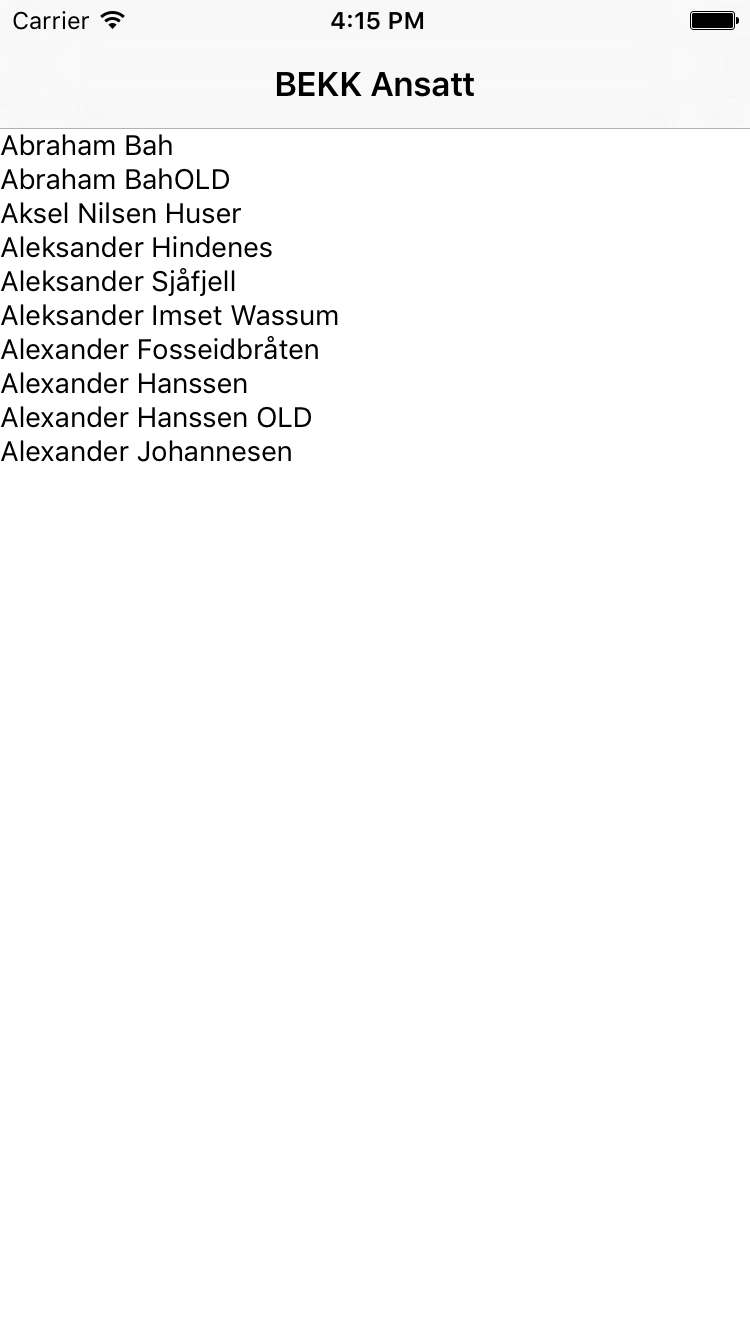 Carrier 4:15 PM
BEKK Ansatt
Abraham Bah
Abraham BahOLD
Aksel Nilsen Huser
Aleksander Hindenes
Aleksander Sjåfjell
Aleksander Imset Wassum
Alexander Fosseidbråten
Alexander Hanssen
Alexander Hanssen OLD
Alexander Johannesen